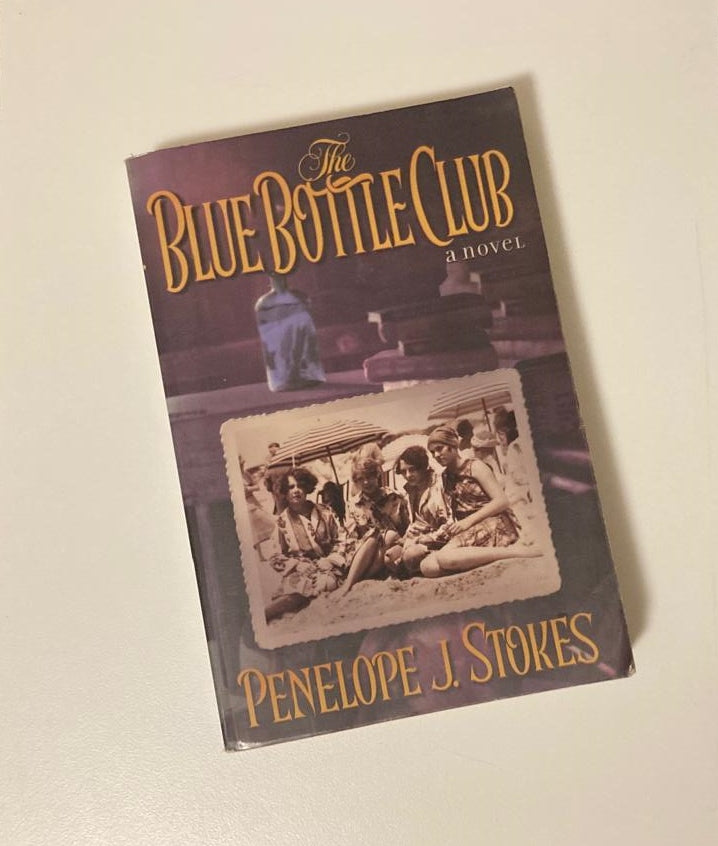 The
BLUE BOTTLE CLUB
a novel
PENELOPE J. STOKES